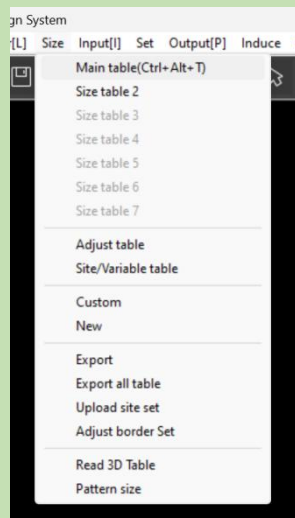 gn System
[L] Size Input[I] Set Output[P] Induce
Main table(Ctrl+Alt+T)
Size table 2
Size table 3
Size table 4
Size table 5
Size table 6
Size table 7
Adjust table
Site/Variable table
Custom
New
Export
Export all table
Upload site set
Adjust border Set
Read 3D Table
Pattern size